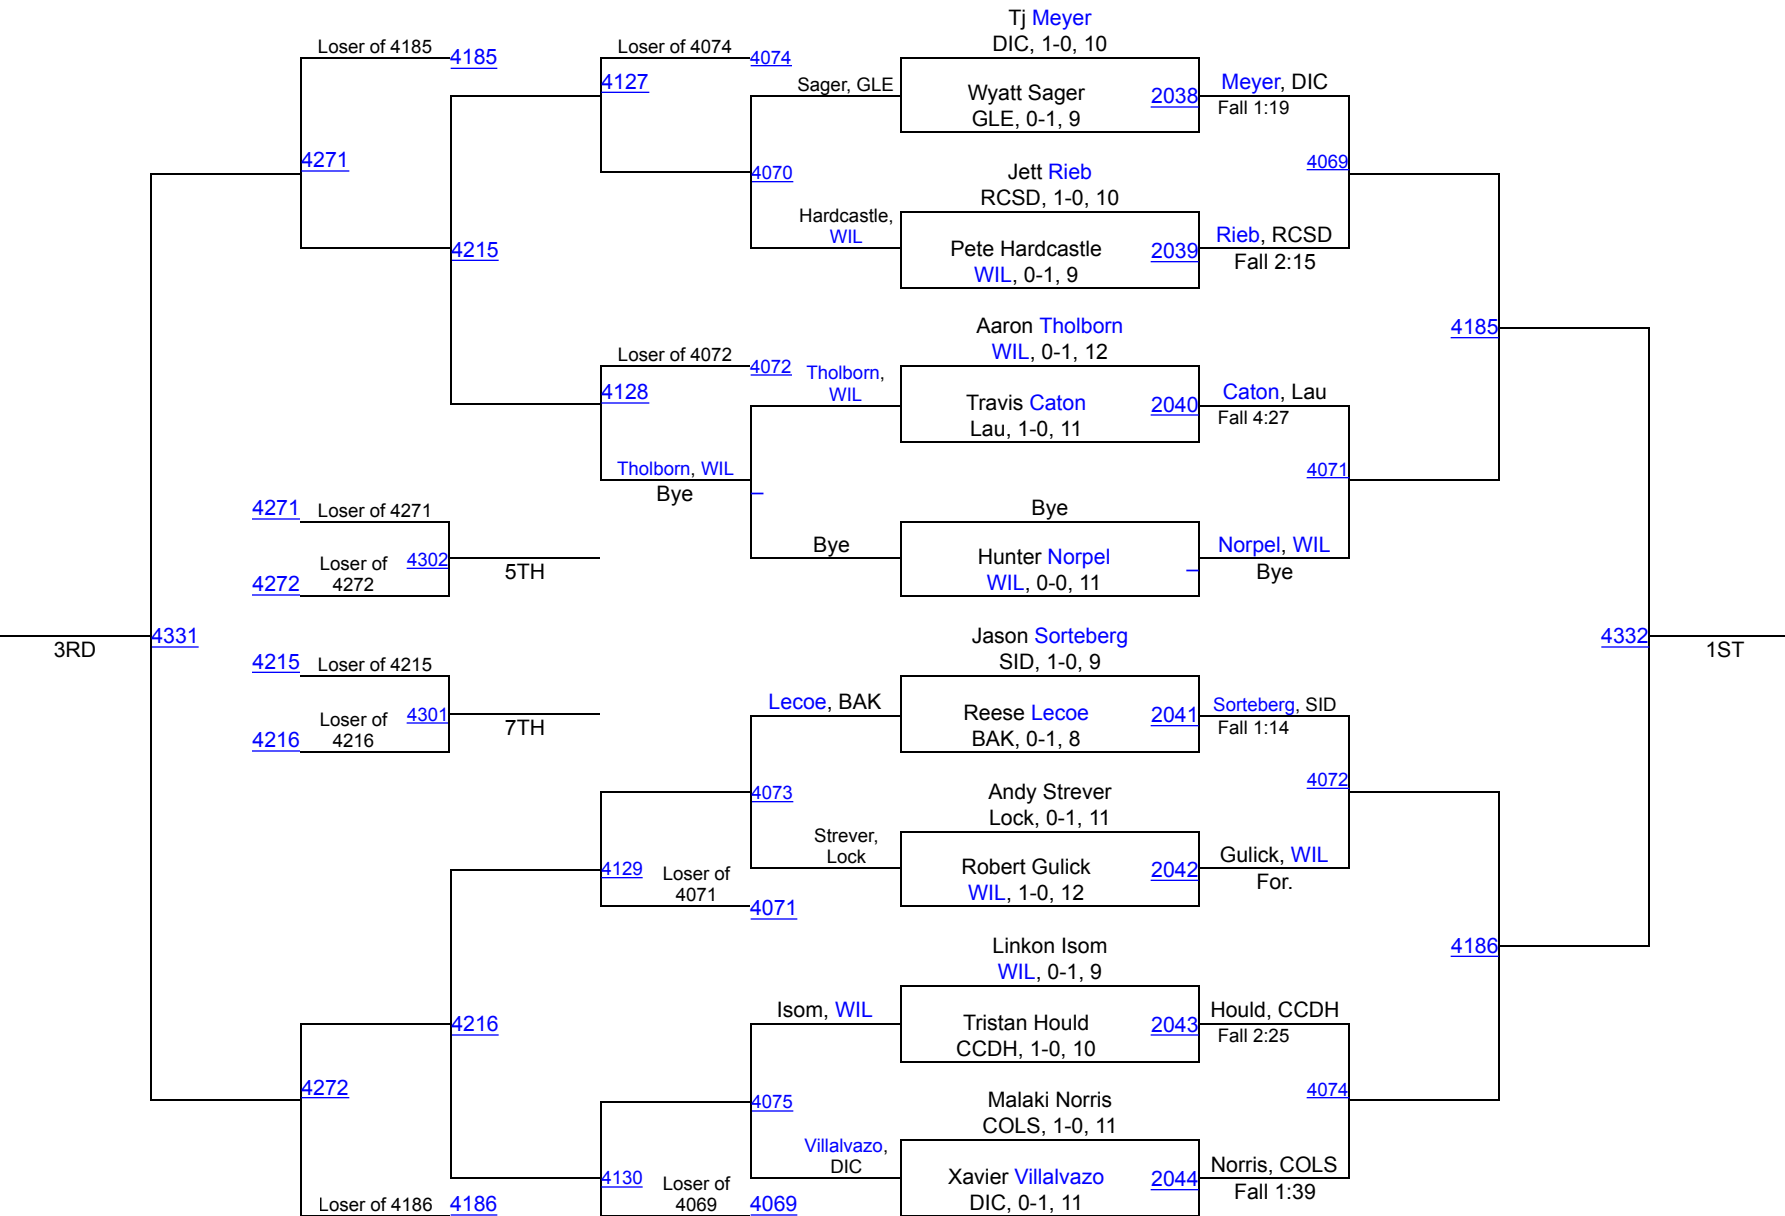 Tj Meyer
DIC, 1-0, 10
Loser of 4185
4185
Loser of 4074
4074
4127
Sager, GLE
Wyatt Sager
GLE, 0-1, 9
2038
Meyer, DIC
Fall 1:19
4271
4070
Jett Rieb
RCSD, 1-0, 10
4069
Hardcastle,
WIL
4215
Pete Hardcastle
WIL, 0-1, 9
2039
Rieb, RCSD
Fall 2:15
Aaron Tholborn
WIL, 0-1, 12
4185
Loser of 4072
4072
Tholborn,
WIL
4128
Travis Caton
Lau, 1-0, 11
2040
Caton, Lau
Fall 4:27
Tholborn, WIL
Bye
4071
4271
Loser of 4271
Bye
Loser of
4272
4272
4302
5TH
Bye
Hunter Norpel
WIL, 0-0, 11
Norpel, WIL
Bye
3RD
4331
Jason Sorteberg
SID, 1-0, 9
4332
1ST
4215
Loser of 4215
Loser of
4216
4216
4301
7TH
Lecoe, BAK
Reese Lecoe
BAK, 0-1, 8
2041
Sorteberg, SID
Fall 1:14
4073
Andy Strever
Lock, 0-1, 11
4072
Strever,
Lock
4129
Loser of
4071
4071
Robert Gulick
WIL, 1-0, 12
2042
Gulick, WIL
For.
Linkon Isom
WIL, 0-1, 9
4186
4216
Isom, WIL
Tristan Hould
CCDH, 1-0, 10
2043
Hould, CCDH
Fall 2:25
4272
4075
Malaki Norris
COLS, 1-0, 11
4074
Villalvazo,
DIC
4130
Loser of
4069
4069
Xavier Villalvazo
DIC, 0-1, 11
2044
Norris, COLS
Fall 1:39
Loser of 4186
4186